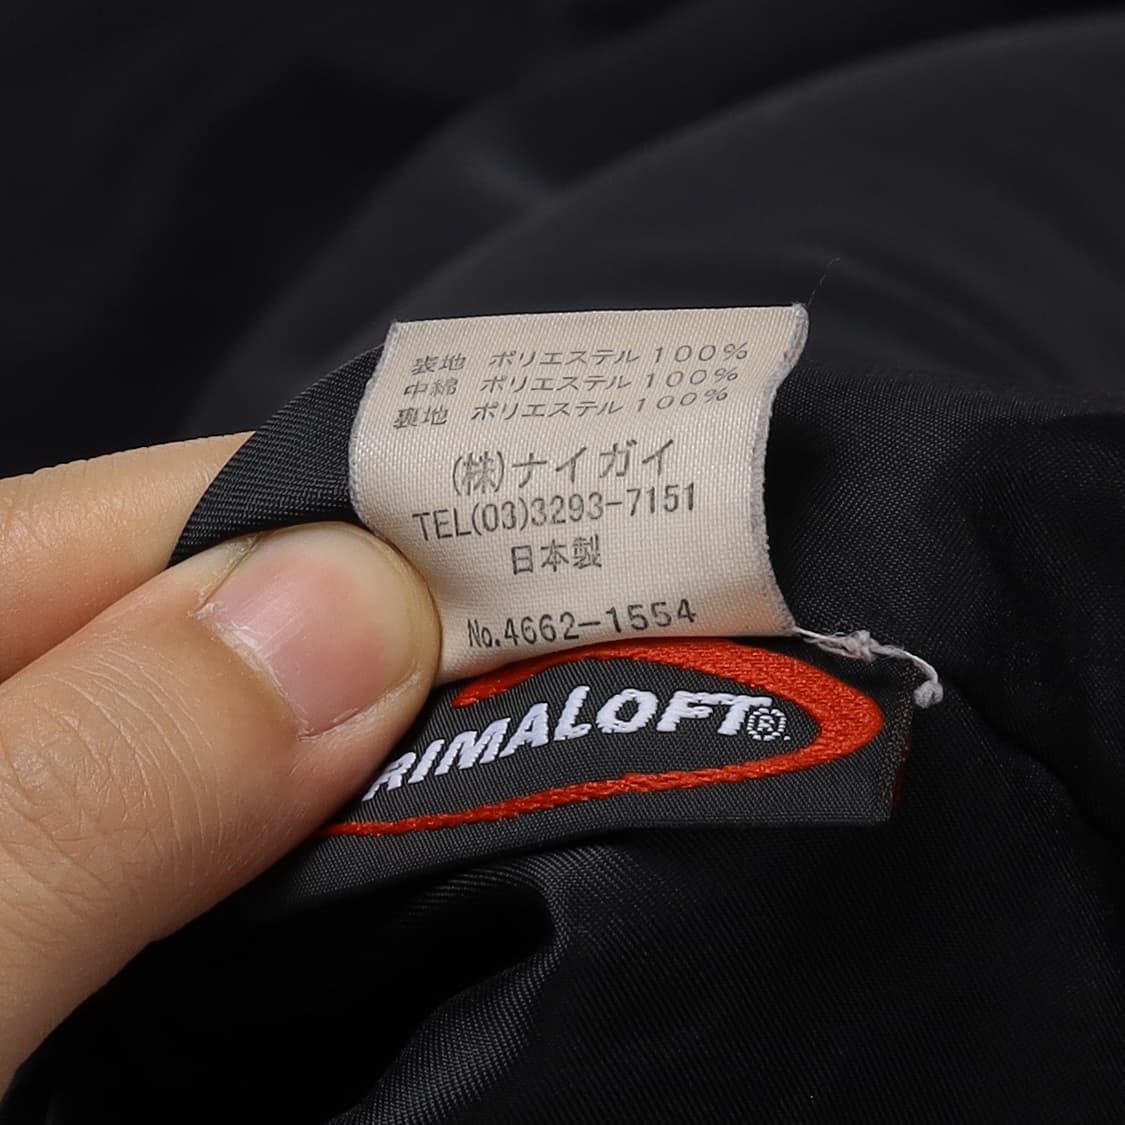 表地 ポリエステル 100%
中綿 ポリエステル 100%
裏地 ポリエステル 100%
(株)ナイガイ
TEL(03)3293-7151
日本製
No.4662-1554
RIMALOFT®